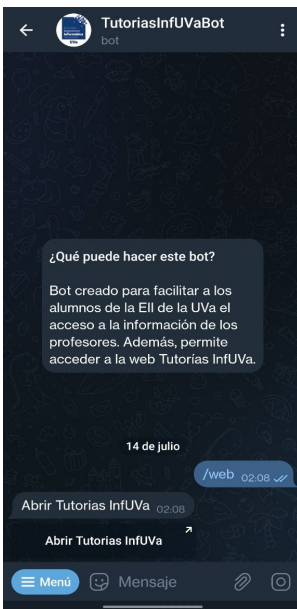 TutoriasInfUVaBot
bot
¿Qué puede hacer este bot?
Bot creado para facilitar a los
alumnos de la EII de la UVa el
acceso a la información de los
profesores. Además, permite
acceder a la web Tutorías InfUVa.
14 de julio
/web 02:08
Abrir Tutorias InfUVa 02:08
Abrir Tutorias InfUVa
Menú Mensaje